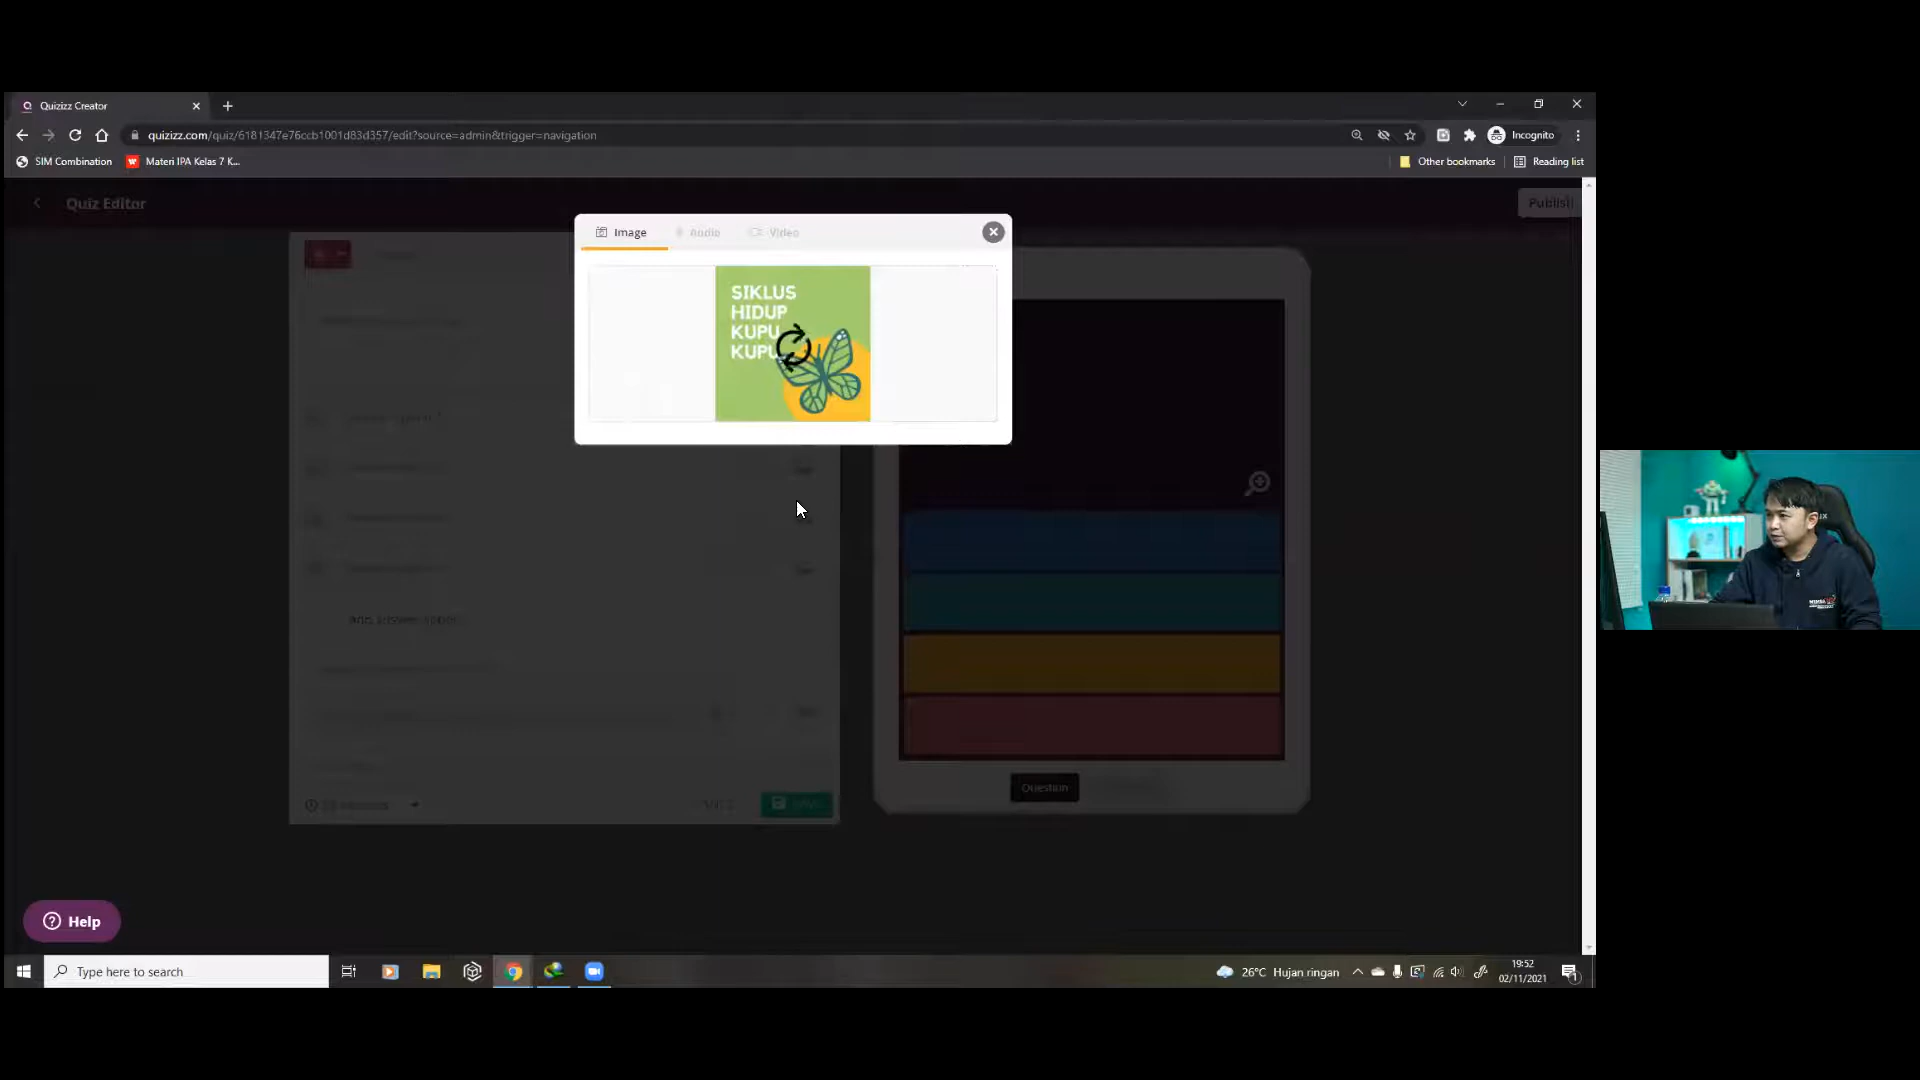 Quizizz Creator
quizizz.com/quiz/6181347e76ccb1001d83d357/edit?source=admin&trigger=navigation
Incognito
SIM Combination
Materi IPA Kelas 7 K...
Other bookmarks
Reading list
Quiz Editor
Publish
Image
Audio
Video
SIKLUS
HIDUP
KUPU
KUPU
Question
Help
Type here to search
26°C Hujan ringan
19:52
02/11/2021